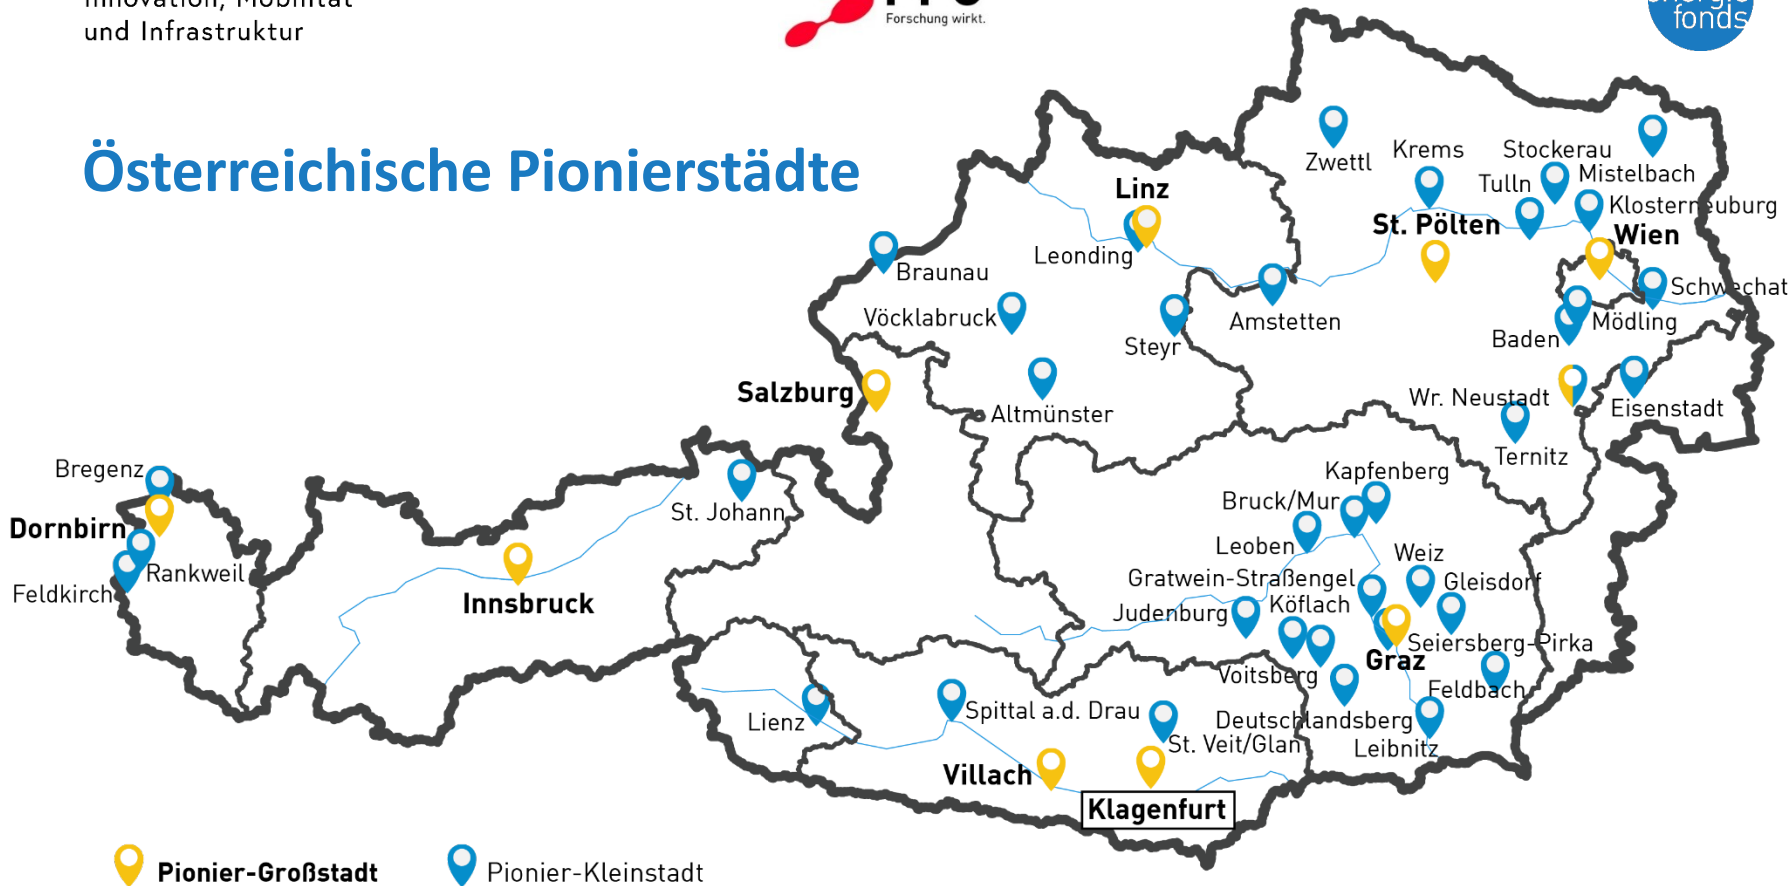 Innovation, Mobilität
und Infrastruktur
Forschung wirkt.
fonds
Österreichische Pionierstädte
Zwettl
Krems
Stockerau
Mistelbach
Tulln
Klosterneuburg
Linz
St. Pölten
Wien
Leonding
Braunau
Schwechat
Vöcklabruck
Amstetten
Mödling
Steyr
Baden
Salzburg
Altmünster
Wr. Neustadt
Eisenstadt
Ternitz
Bregenz
Kapfenberg
Bruck/Mur
St. Johann
Dornbirn
Leoben
Weiz
Rankweil
Gratwein-Straßengel
Gleisdorf
Feldkirch
Innsbruck
Judenburg
Köflach
Seiersberg-Pirka
Graz
Voitsberg
Feldbach
Lienz
Spittal a.d. Drau
Deutschlandsberg
St. Veit/Glan
Leibnitz
Villach
Klagenfurt
Pionier-Großstadt
Pionier-Kleinstadt